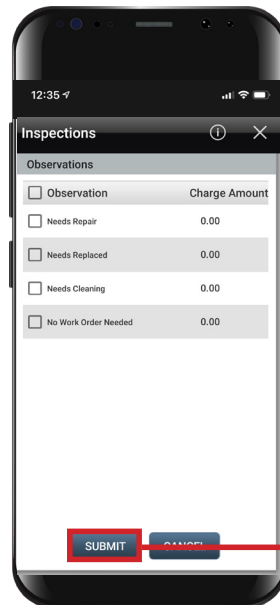 12:35
Inspections
Observations
Observation Charge Amount
Needs Repair 0.00
Needs Replaced 0.00
Needs Cleaning 0.00
No Work Order Needed 0.00
SUBMIT CANCEL